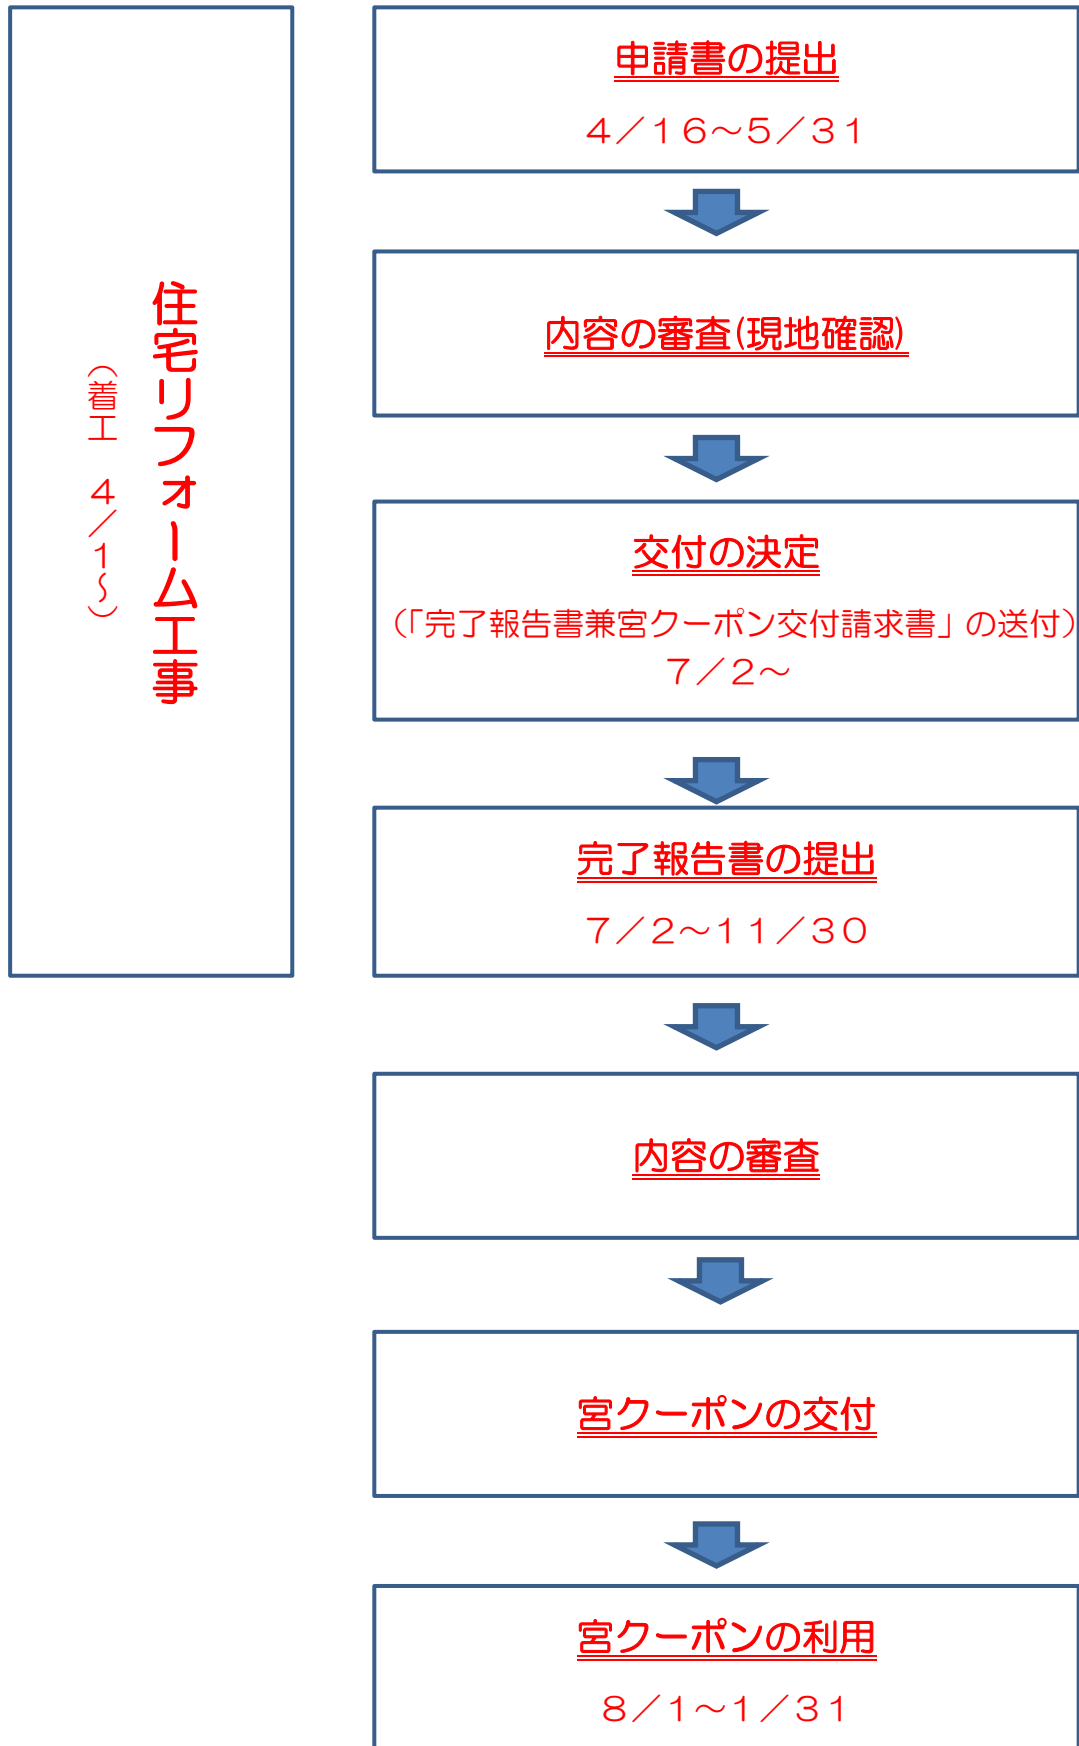 住宅リフォーム工事
（着工　４／１～）
申請書の提出
４／１６～５／３１
内容の審査(現地確認)
交付の決定
（「完了報告書兼宮クーポン交付請求書」の送付）
７／２～
完了報告書の提出
７／２～１１／３０
内容の審査
宮クーポンの交付
宮クーポンの利用
８／１～１／３１